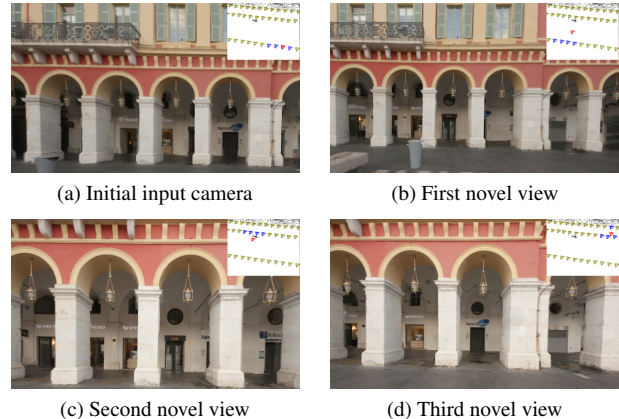 (a) Initial input camera
(b) First novel view
(c) Second novel view
(d) Third novel view